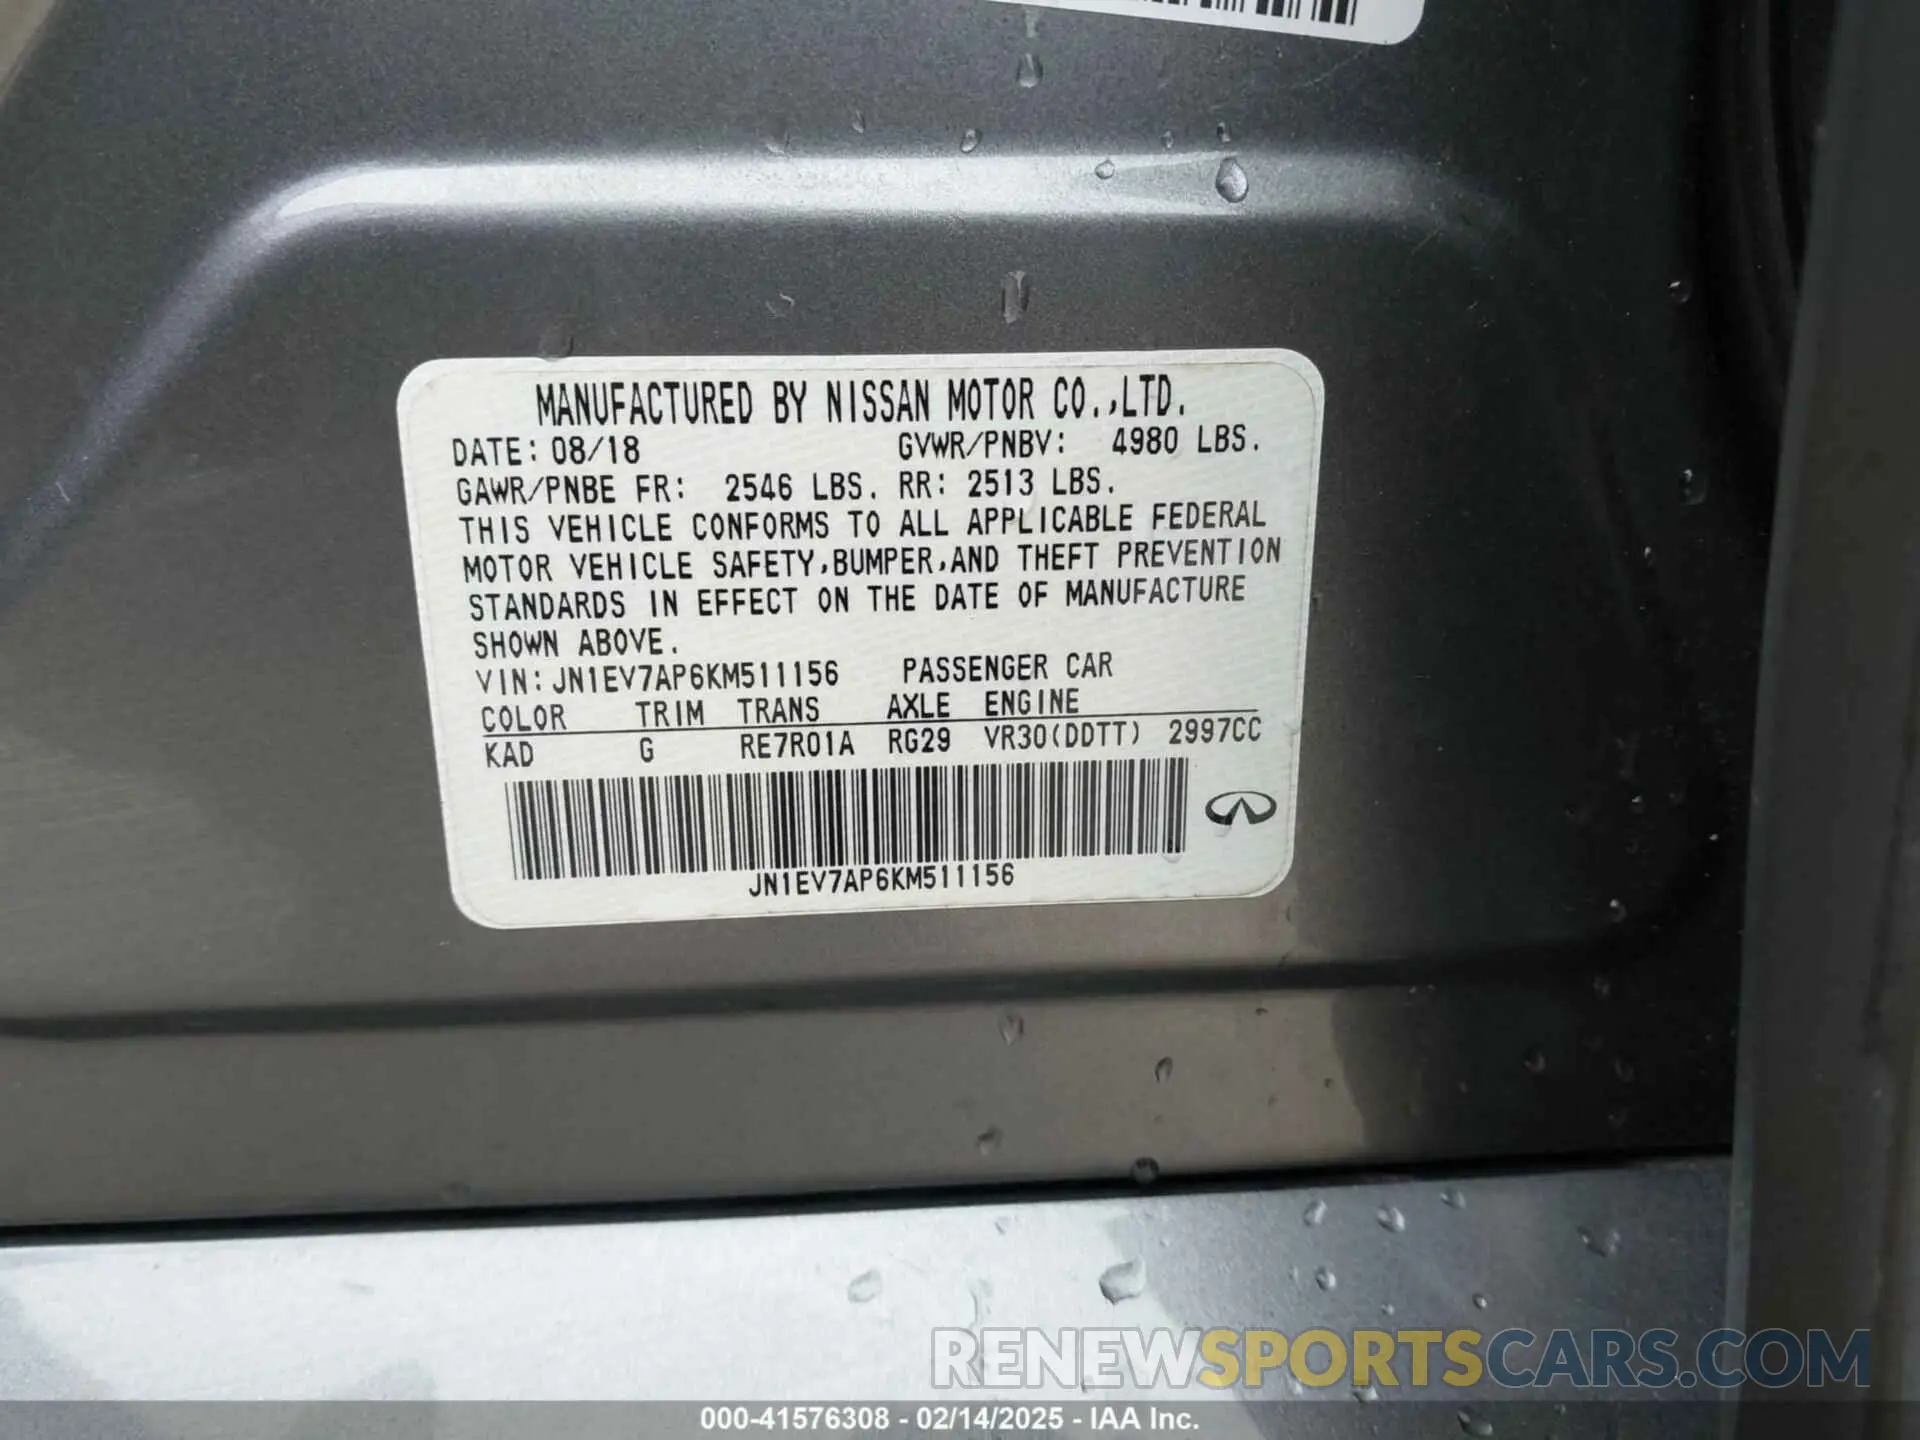 MANUFACTURED BY NISSAN MOTOR CO.,LTD.
DATE: 08/18 GVWR/PNBV: 4980 LBS.
GAWR/PNBE FR: 2546 LBS. RR: 2513 LBS.
THIS VEHICLE CONFORMS TO ALL APPLICABLE FEDERAL
MOTOR VEHICLE SAFETY,BUMPER,AND THEFT PREVENTION
STANDARDS IN EFFECT ON THE DATE OF MANUFACTURE
SHOWN ABOVE.
VIN: JN1EV7AP6KM511156 PASSENGER CAR
COLOR TRIM TRANS AXLE ENGINE
KAD G RE7R01A RG29 VR30(DDTT) 2997CC
JN1EV7AP6KM511156
RENEWSPORTSCARS.COM
000-41576308 - 02/14/2025 - IAA Inc.